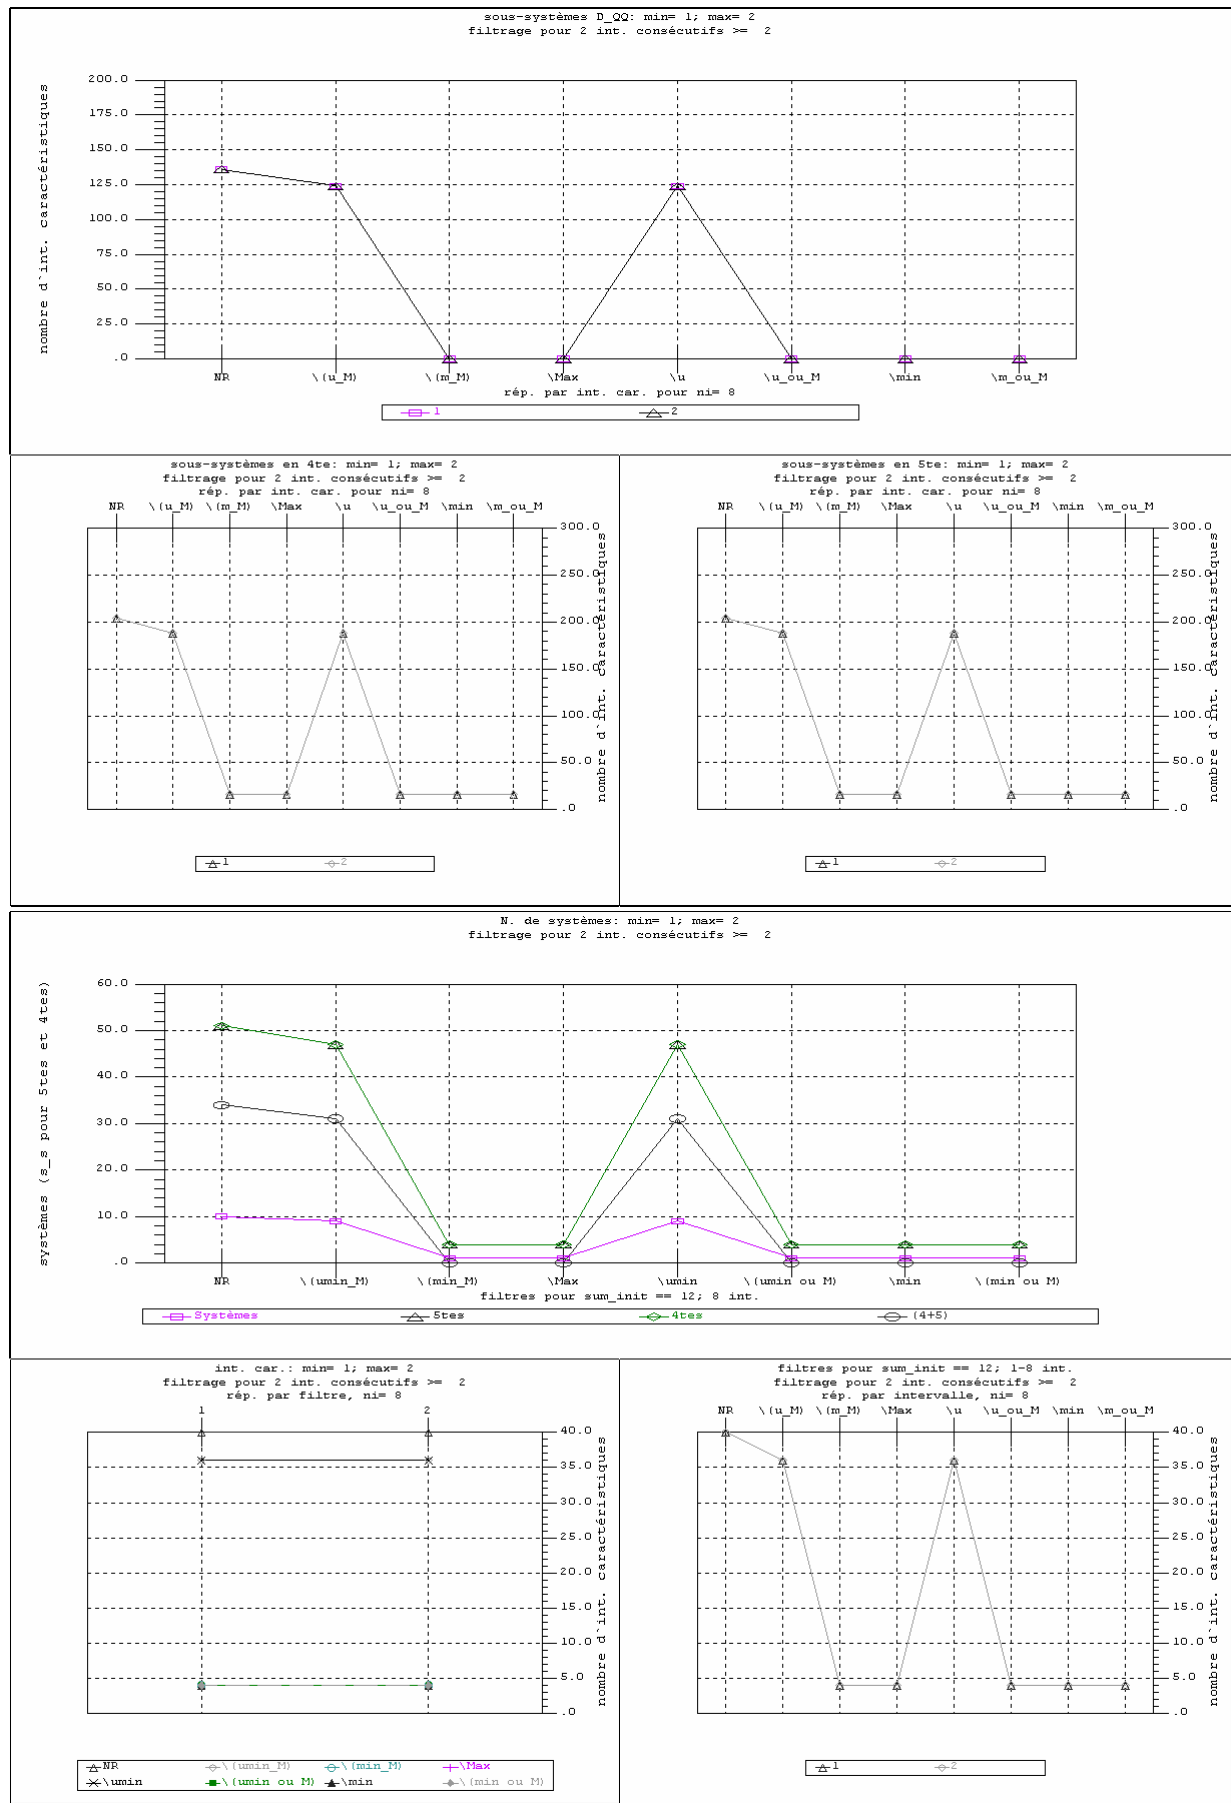 sous-systèmes D_QQ: min= 1; max= 2
filtrage pour 2 int. consécutifs >= 2
nombre d`int. caractéristiques
200.0
175.0
150.0
125.0
100.0
75.0
50.0
25.0
.0
NR \(u_M) \(m_M) \Max \u \u_ou_M \min \m_ou_M
rép. par int. car. pour ni= 8
1 2
sous-systèmes en 4te: min= 1; max= 2
filtrage pour 2 int. consécutifs >= 2
rép. par int. car. pour ni= 8
NR \(u_M) \(m_M) \Max \u \u_ou_M \min \m_ou_M
300.0
250.0
200.0
150.0
100.0
50.0
.0
nombre d`int. caractéristiques
1 2
sous-systèmes en 5te: min= 1; max= 2
filtrage pour 2 int. consécutifs >= 2
rép. par int. car. pour ni= 8
NR \(u_M) \(m_M) \Max \u \u_ou_M \min \m_ou_M
300.0
250.0
200.0
150.0
100.0
50.0
.0
nombre d`int. caractéristiques
1 2
N. de systèmes: min= 1; max= 2
filtrage pour 2 int. consécutifs >= 2
systèmes (s_s pour 5tes et 4tes)
60.0
50.0
40.0
30.0
20.0
10.0
.0
NR \(umin_M) \(min_M) \Max \umin \(umin ou M) \min \(min ou M)
filtres pour sum_init == 12; 8 int.
Systèmes 5tes 4tes (4+5)
int. car.: min= 1; max= 2
filtrage pour 2 int. consécutifs >= 2
rép. par filtre, ni= 8
1 2
40.0
35.0
30.0
25.0
20.0
15.0
10.0
5.0
.0
nombre d`int. caractéristiques
NR \(umin_M) \(min_M) \Max
\umin \(umin ou M) \min \(min ou M)
filtres pour sum_init == 12; 1-8 int.
filtrage pour 2 int. consécutifs >= 2
rép. par intervalle, ni= 8
NR \(u_M) \(m_M) \Max \u \u_ou_M \min \m_ou_M
40.0
35.0
30.0
25.0
20.0
15.0
10.0
5.0
.0
nombre d`int. caractéristiques
1 2